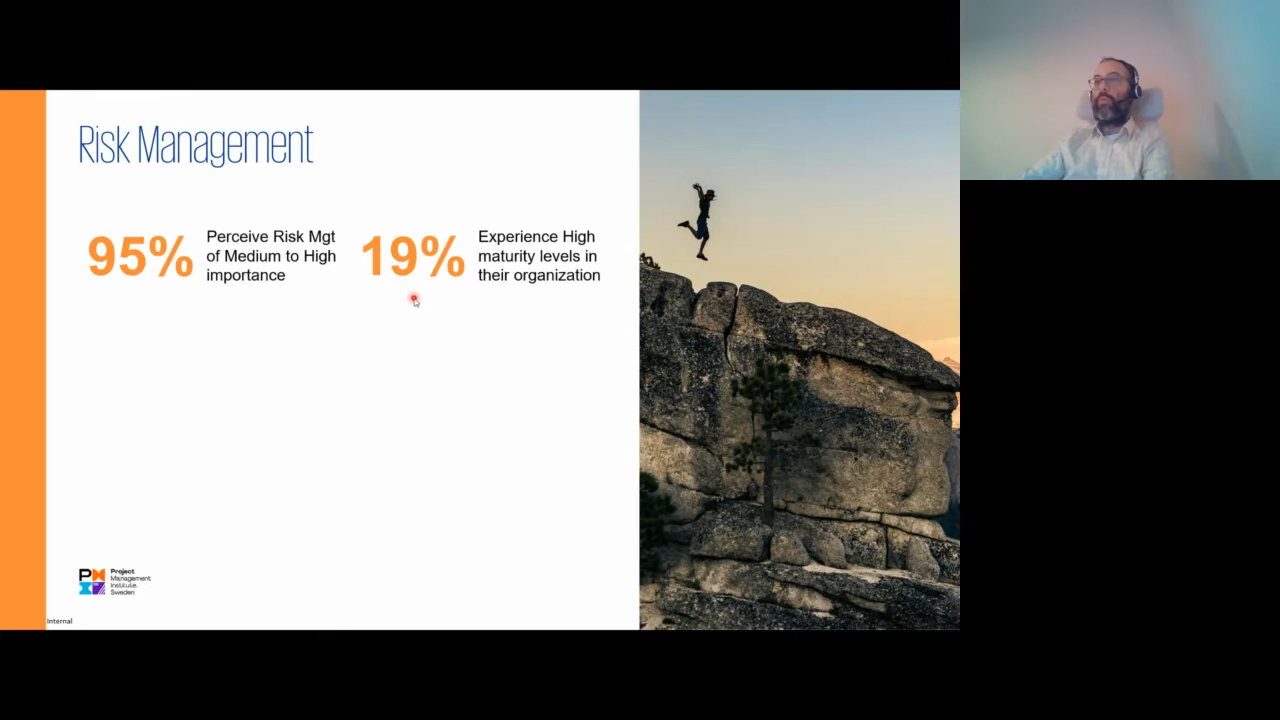 Risk Management
95%
Perceive Risk Mgt
of Medium to High
importance
19%
Experience High
maturity levels in
their organization
Project
Management
Institute.
Sweden
Internal